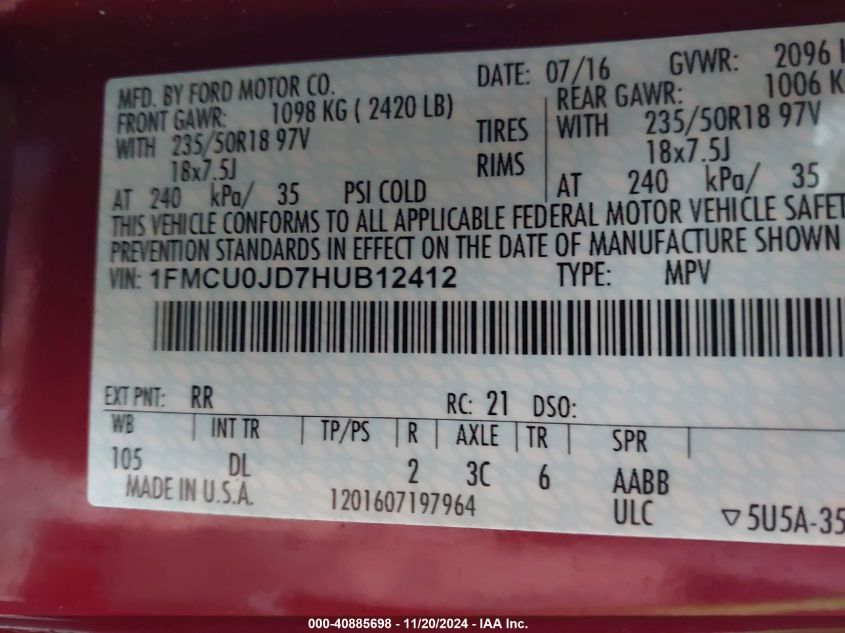 MFD. BY FORD MOTOR CO. DATE: 07/16 GVWR: 2096 K
FRONT GAWR: 1098 KG ( 2420 LB) REAR GAWR: 1006 K
WITH 235/50R18 97V TIRES WITH 235/50R18 97V
18x7.5J RIMS 18x7.5J
AT 240 kPa/ 35 PSI COLD AT 240 kPa/ 35
THIS VEHICLE CONFORMS TO ALL APPLICABLE FEDERAL MOTOR VEHICLE SAFET
PREVENTION STANDARDS IN EFFECT ON THE DATE OF MANUFACTURE SHOWN
VIN: 1FMCU0JD7HUB12412 TYPE: MPV
EXT PNT: RR RC: 21 DSO:
WB INT TR TP/PS R AXLE TR SPR
105 DL 2 3C 6 AABB
MADE IN U.S.A. 1201607197964 ULC ▽5U5A-35
000-40885698 - 11/20/2024 - IAA Inc.